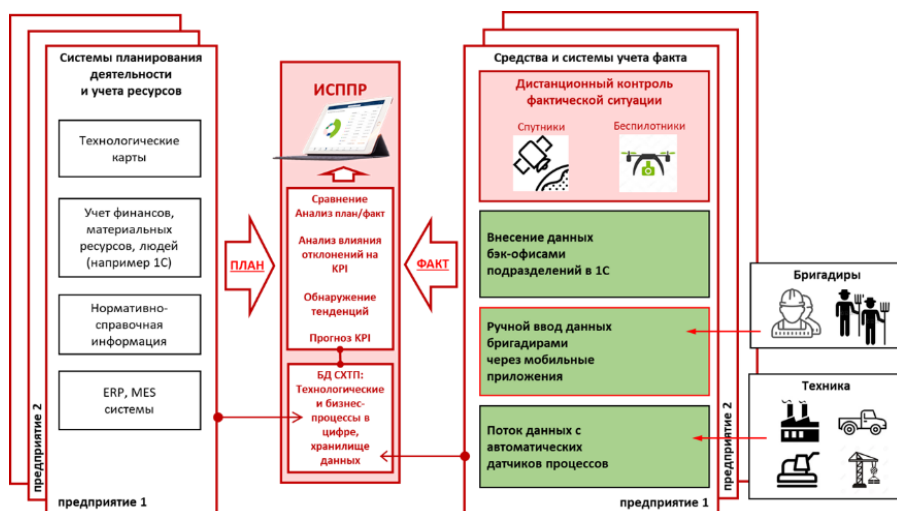 Системы планирования
деятельности
и учета ресурсов
Технологические
карты
Учет финансов,
материальных
ресурсов, людей
(например 1С)
Нормативно-
справочная
информация
ERP, MES
системы
предприятие 2
предприятие 1
ПЛАН
ИСППР
Сравнение
Анализ план/факт
Анализ влияния
отклонений на
KPI
Обнаружение
тенденций
Прогноз KPI
БД СХТП:
Технологические
и бизнес-
процессы в
цифре,
хранилище
данных
ФАКТ
Средства и системы учета факта
Дистанционный контроль
фактической ситуации
Спутники
Беспилотники
Внесение данных
бэк-офисами
подразделений в 1С
Ручной ввод данных
бригадирами
через мобильные
приложения
Поток данных с
автоматических
датчиков процессов
предприятие 2
предприятие 1
Бригадиры
Техника